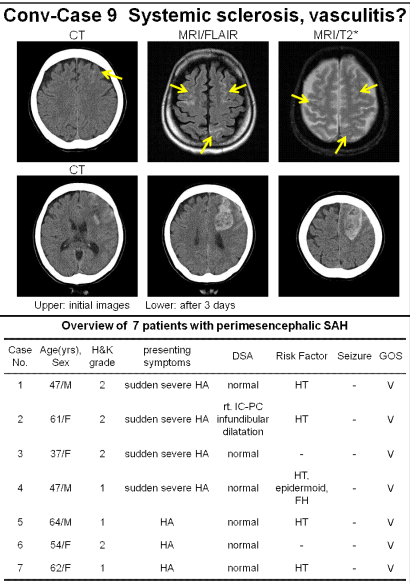 Conv-Case 9 Systemic sclerosis, vasculitis?
CT MRI/FLAIR MRI/T2*
CT
Upper: initial images Lower: after 3 days
Overview of 7 patients with perimesencephalic SAH
Case No. Age(yrs), Sex H&K grade presenting symptoms DSA Risk Factor Seizure GOS
1 47/M 2 sudden severe HA normal HT - V
2 61/F 2 sudden severe HA rt. IC-PC infundibular dilatation HT - V
3 37/F 2 sudden severe HA normal - - V
4 47/M 1 sudden severe HA normal HT, epidermoid, FH - V
5 64/M 1 HA normal HT - V
6 54/F 2 HA normal - - V
7 62/F 1 HA normal HT - V